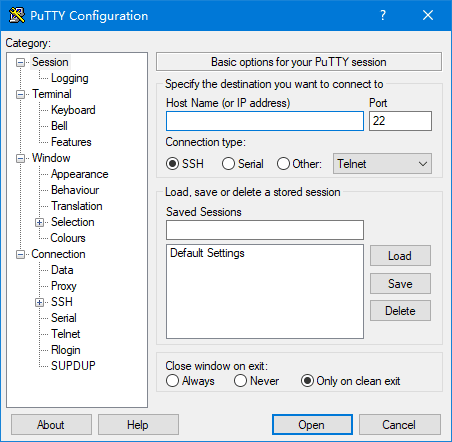 PuTTY Configuration
?
Category:
Session
Logging
Terminal
Keyboard
Bell
Features
Window
Appearance
Behaviour
Translation
Selection
Colours
Connection
Data
Proxy
SSH
Serial
Telnet
Rlogin
SUPDUP
Basic options for your PuTTY session
Specify the destination you want to connect to
Host Name (or IP address) Port
22
Connection type:
SSH Serial Other: Telnet
Load, save or delete a stored session
Saved Sessions
Default Settings
Load
Save
Delete
Close window on exit:
Always Never Only on clean exit
About Help Open Cancel